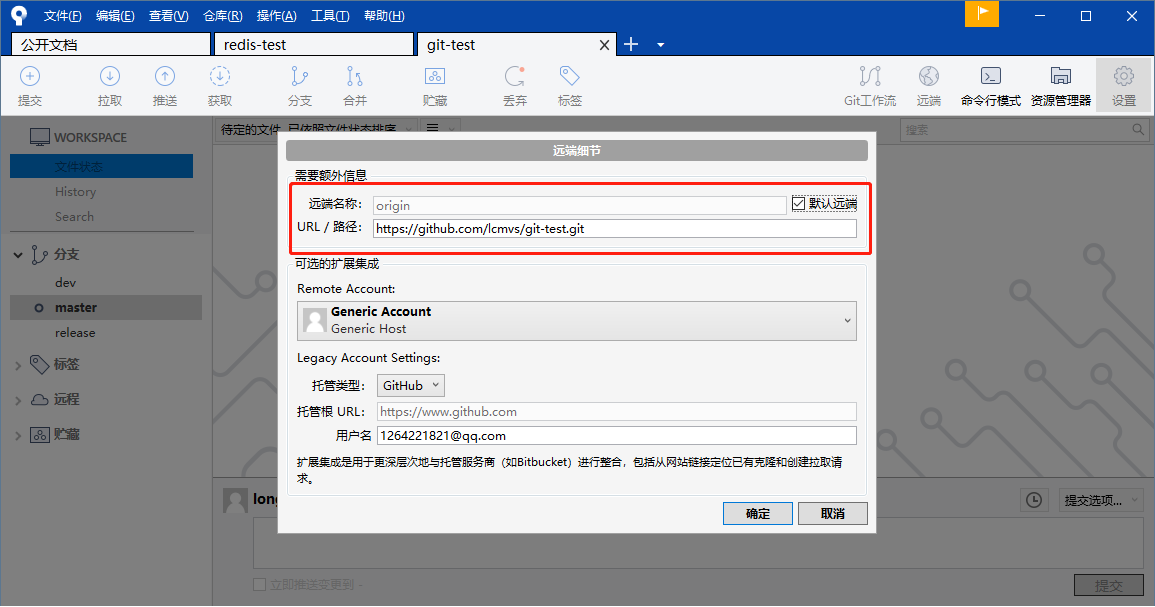 文件(F) 编辑(E) 查看(V) 仓库(R) 操作(A) 工具(T) 帮助(H)
公开文档 redis-test git-test
提交 拉取 推送 获取 分支 合并 贮藏 丢弃 标签 Git工作流 远端 命令行模式 资源管理器 设置
WORKSPACE
文件状态
History
Search
分支
dev
master
release
标签
远程
贮藏
待定的文件, 已依照文件状态排序
搜索
远端细节
需要额外信息
远端名称: origin 默认远端
URL / 路径: https://github.com/lcmvs/git-test.git
可选的扩展集成
Remote Account:
Generic Account
Generic Host
Legacy Account Settings:
托管类型: GitHub
托管根 URL: https://www.github.com
用户名 1264221821@qq.com
扩展集成是用于更深层次地与托管服务商（如Bitbucket）进行整合，包括从网站链接定位已有克隆和创建拉取请
求。
确定 取消
提交选项...
立即推送变更到 -
提交